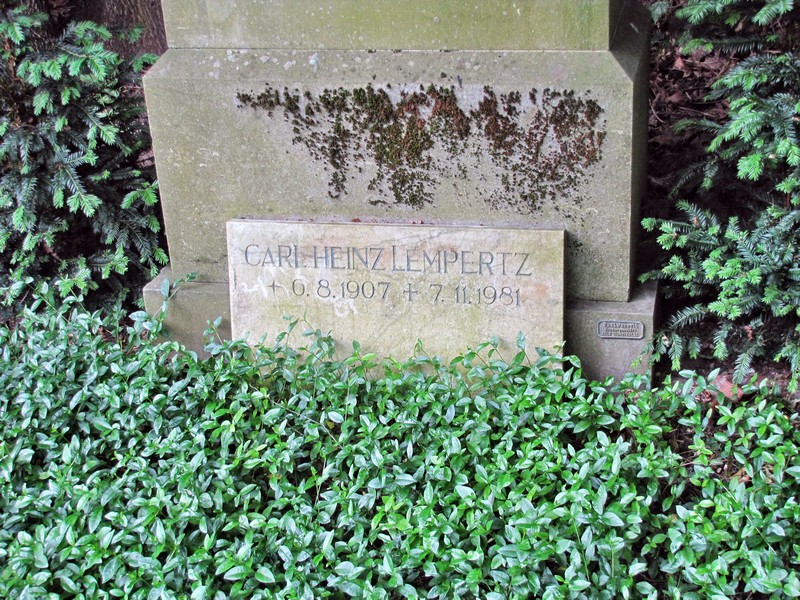 CARL HEINZ LEMPERTZ
+ 6.8.1907 + 7.11.1981